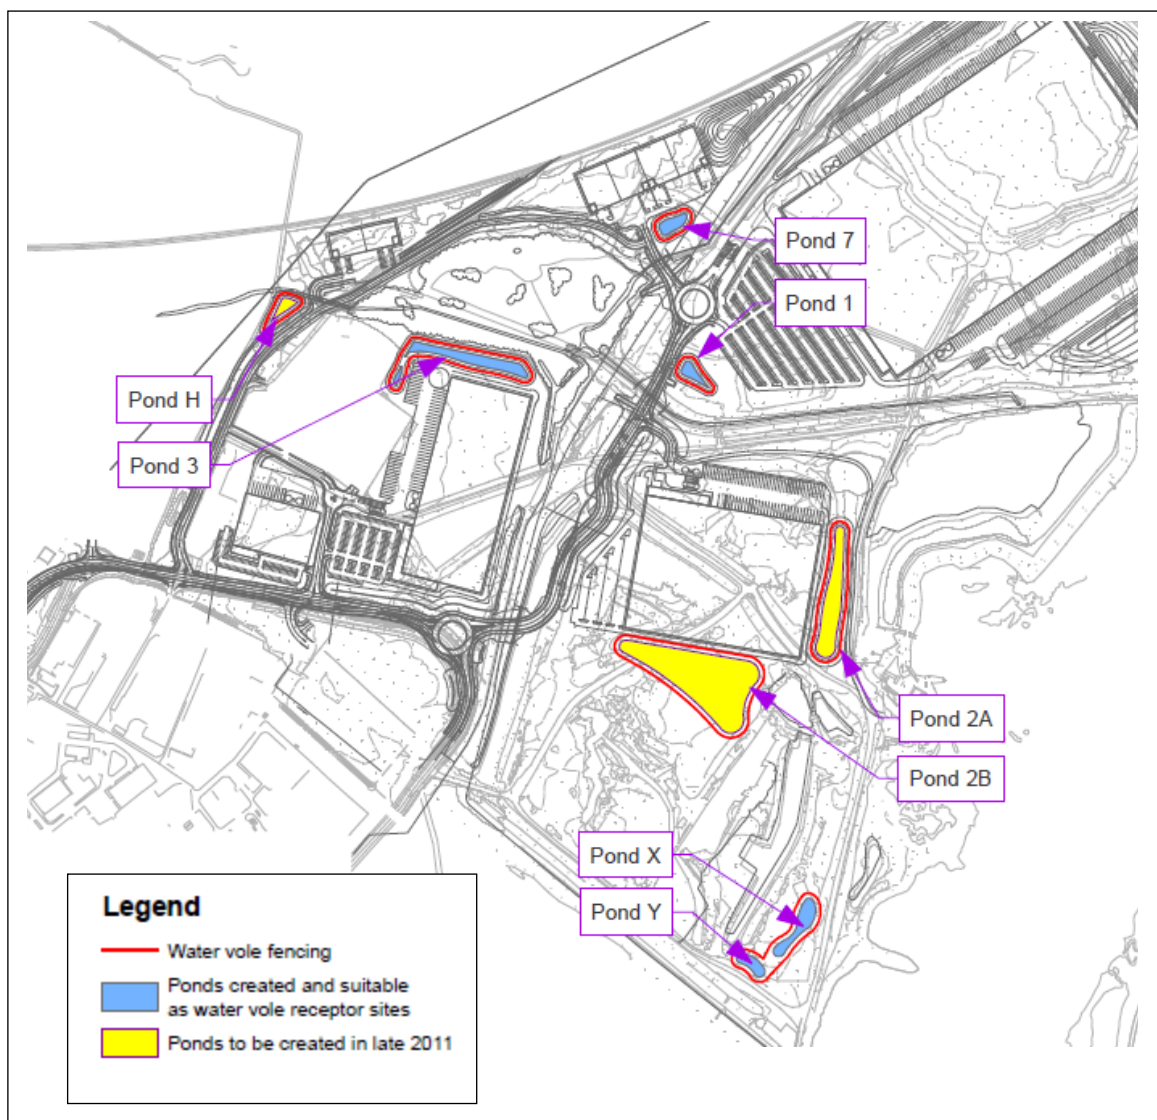 Pond 7
Pond 1
Pond H
Pond 3
Pond 2A
Pond 2B
Pond X
Pond Y
Legend
Water vole fencing
Ponds created and suitable
as water vole receptor sites
Ponds to be created in late 2011